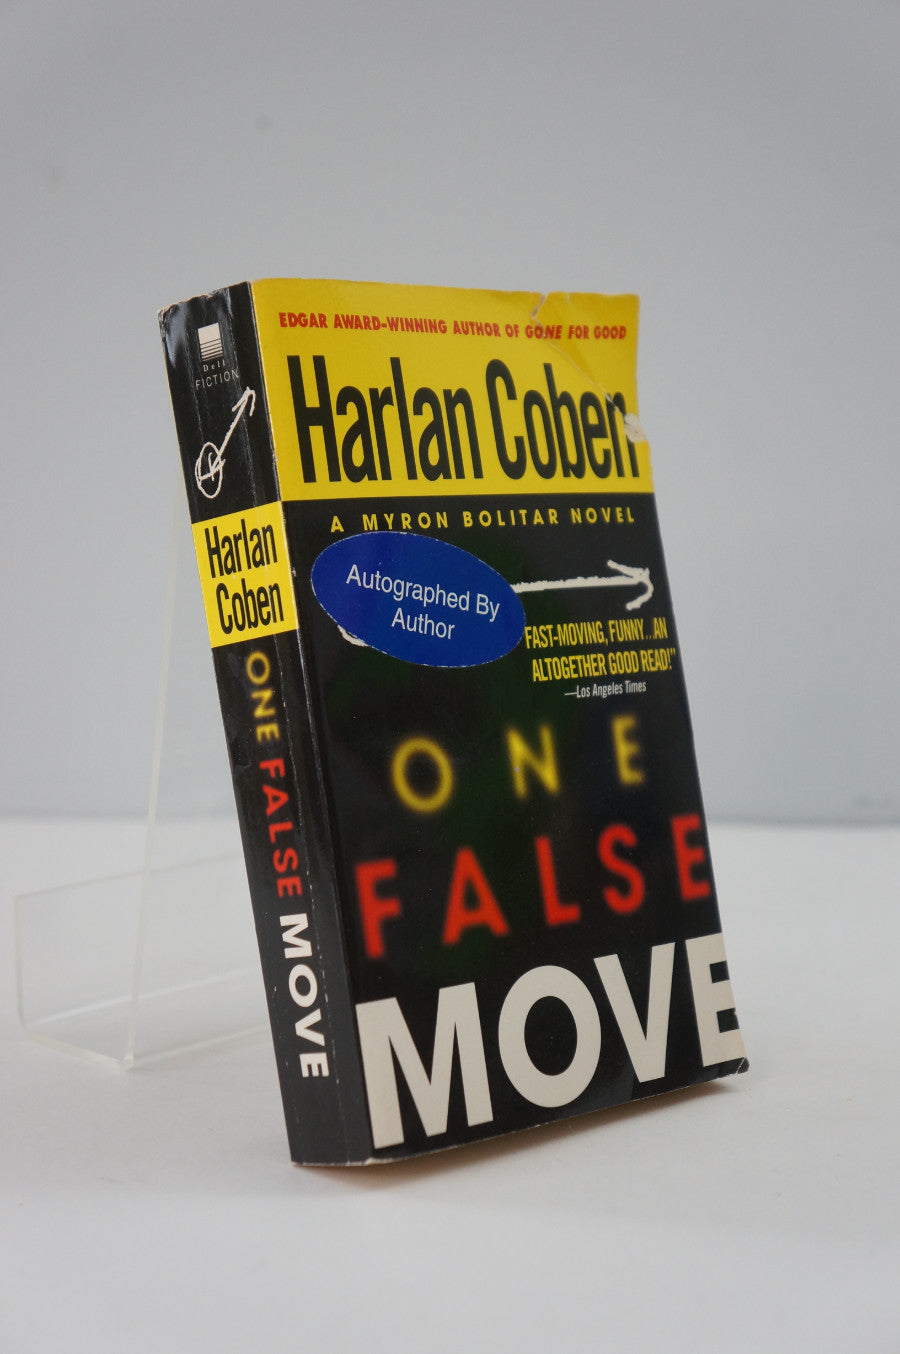 Dell
FICTION
Harlan
Coben
ONE FALSE MOVE
EDGAR AWARD-WINNING AUTHOR OF GONE FOR GOOD
Harlan Coben
A MYRON BOLITAR NOVEL
Autographed By
Author
FAST-MOVING, FUNNY...AN
ALTOGETHER GOOD READ!"
—Los Angeles Times
ONE
FALSE
MOVE